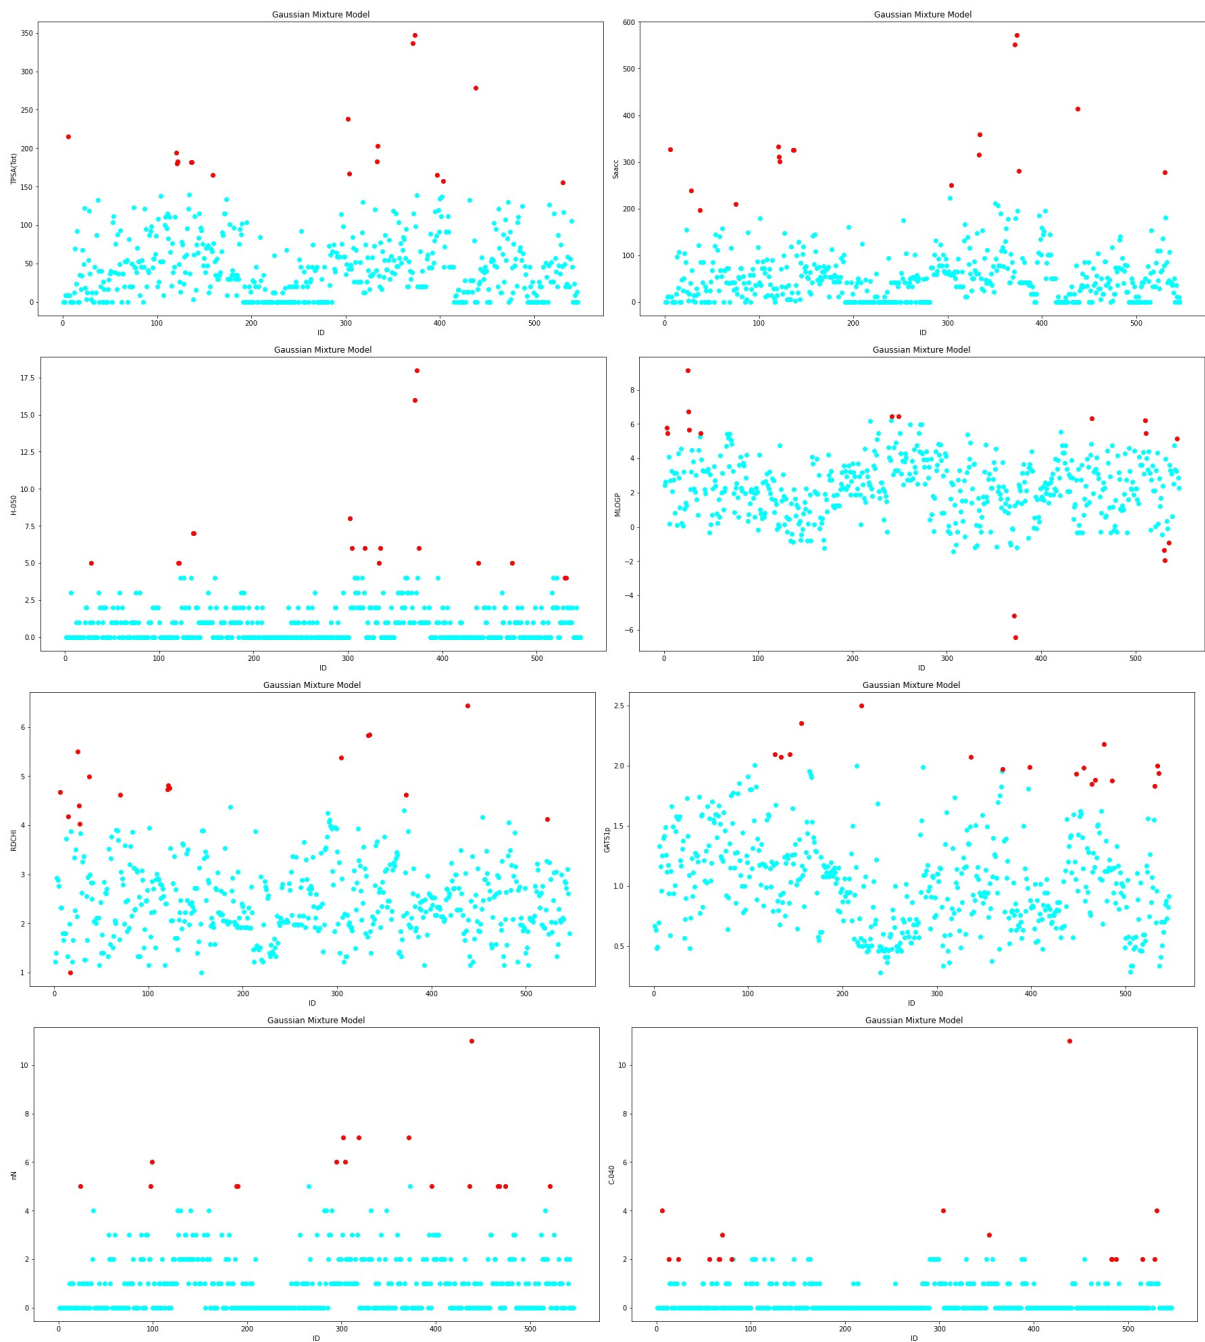 Gaussian Mixture Model
350
300
250
200
150
100
50
0
TPSA(Tot)
0 100 200 300 400 500
ID
Gaussian Mixture Model
600
500
400
300
200
100
0
Saacc
0 100 200 300 400 500
ID
Gaussian Mixture Model
17.5
15.0
12.5
10.0
7.5
5.0
2.5
0.0
H-050
0 100 200 300 400 500
ID
Gaussian Mixture Model
8
6
4
2
0
−2
−4
−6
MLOGP
0 100 200 300 400 500
ID
Gaussian Mixture Model
6
5
4
3
2
1
RDCHI
0 100 200 300 400 500
ID
Gaussian Mixture Model
2.5
2.0
1.5
1.0
0.5
GATS1p
0 100 200 300 400 500
ID
Gaussian Mixture Model
10
8
6
4
2
0
nN
0 100 200 300 400 500
ID
Gaussian Mixture Model
10
8
6
4
2
0
C-040
0 100 200 300 400 500
ID